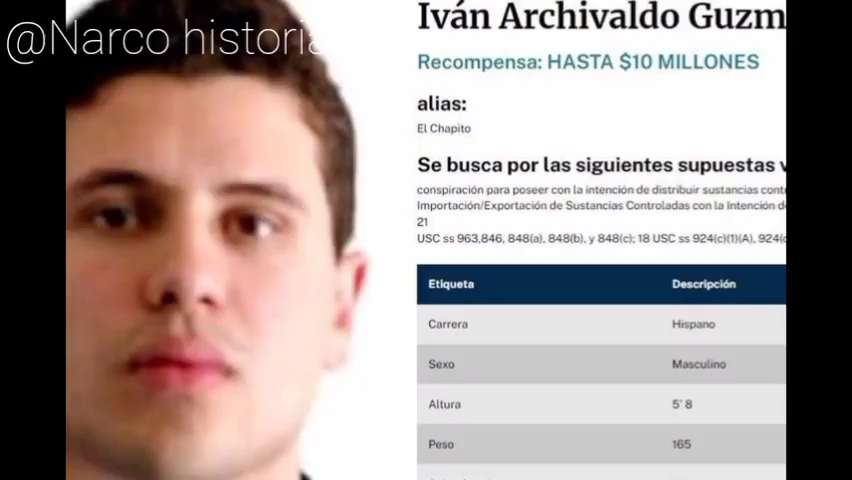 @Narco historia
Iván Archivaldo Guzm
Recompensa: HASTA $10 MILLONES
alias:
El Chapito
Se busca por las siguientes supuestas v
conspiración para poseer con la intención de distribuir sustancias contr
Importación/Exportación de Sustancias Controladas con la Intención de
21
USC ss 963,846, 848(a), 848(b), y 848(c); 18 USC ss 924(c)(1)(A), 924(c
Etiqueta Descripción
Carrera Hispano
Sexo Masculino
Altura 5' 8
Peso 165